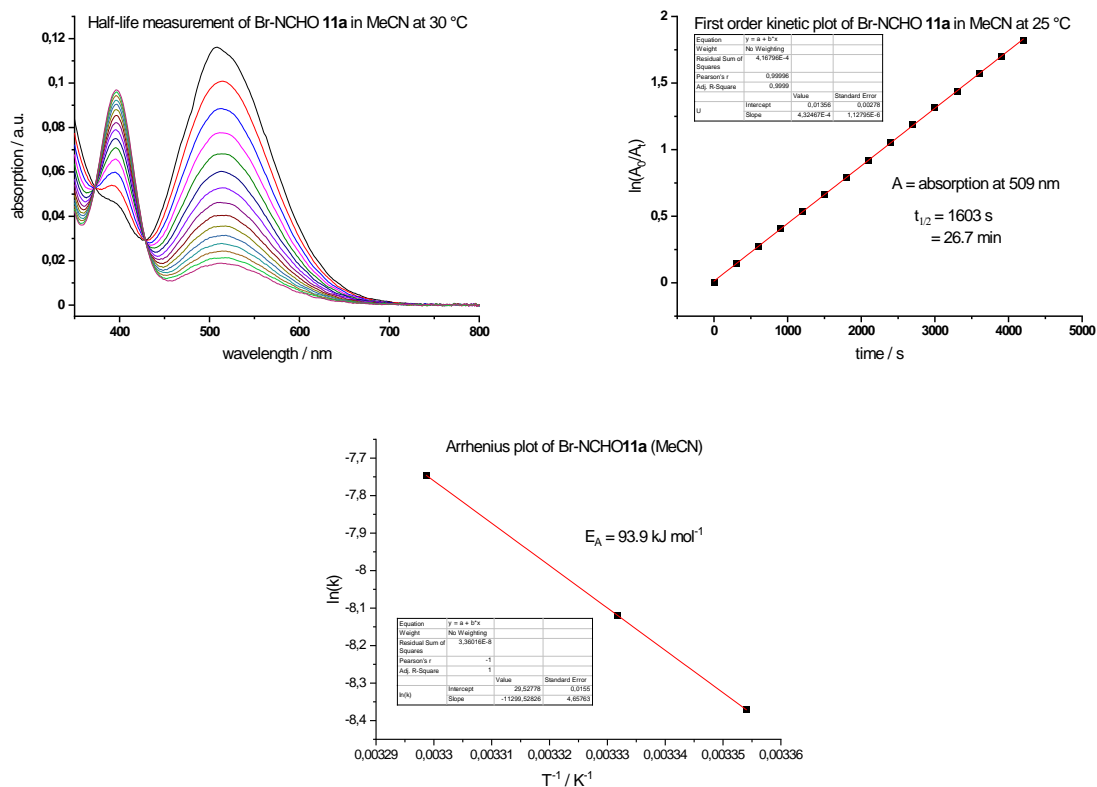 Half-life measurement of Br-NCHO 11a in MeCN at 30 °C
0,12
0,1
0,08
0,06
0,04
0,02
0
absorption / a.u.
400
500
600
700
800
wavelength / nm
First order kinetic plot of Br-NCHO 11a in MeCN at 25 °C
Equation y = a + b*x
Weight No Weighting
Residual Sum of Squares 4,16796E-4
Pearson's r 0,99996
Adj. R-Square 0,9999
Value Standard Error
U Intercept 0,01356 0,00278
Slope 4,32467E-4 1,12795E-6
2
1,5
1
0,5
0
ln(A0/At)
A = absorption at 509 nm
t1/2 = 1603 s
= 26.7 min
0
1000
2000
3000
4000
5000
time / s
Arrhenius plot of Br-NCHO11a (MeCN)
-7,7
-7,8
-7,9
-8
-8,1
-8,2
-8,3
-8,4
ln(k)
EA = 93.9 kJ mol-1
Equation y = a + b*x
Weight No Weighting
Residual Sum of Squares 3,36016E-8
Pearson's r -1
Adj. R-Square 1
Value Standard Error
ln(k) Intercept 29,52778 0,0155
Slope -11299,52826 4,65763
0,00329
0,0033
0,00331
0,00332
0,00333
0,00334
0,00335
0,00336
T-1 / K-1